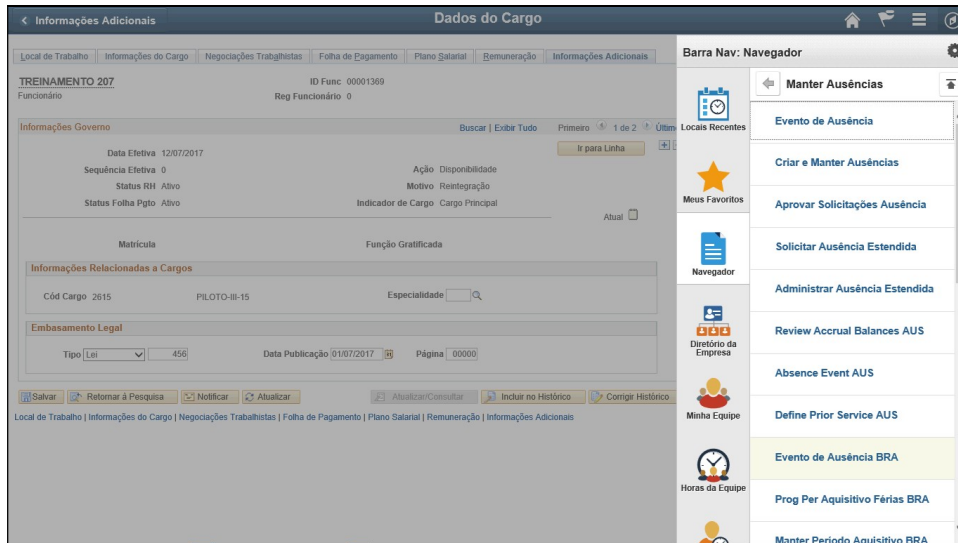 Informações Adicionais
Dados do Cargo
Local de Trabalho Informações do Cargo Negociações Trabalhistas Folha de Pagamento Plano Salarial Remuneração Informações Adicionais
TREINAMENTO 207 ID Func 00001369
Funcionário Reg Funcionário 0
Informações Governo Buscar | Exibir Tudo Primeiro 1 de 2
Data Efetiva 12/07/2017 Ir para Linha
Sequência Efetiva 0 Ação Disponibilidade
Status RH Ativo Motivo Reintegração
Status Folha Pgto Ativo Indicador de Cargo Cargo Principal
Atual
Matrícula Função Gratificada
Informações Relacionadas a Cargos
Cód Cargo 2615 PILOTO-III-15 Especialidade
Embasamento Legal
Tipo Lei 456 Data Publicação 01/07/2017 Página 00000
Salvar Retornar à Pesquisa Notificar Atualizar Atualizar/Consultar Incluir no Histórico Corrigir Histórico
Local de Trabalho | Informações do Cargo | Negociações Trabalhistas | Folha de Pagamento | Plano Salarial | Remuneração | Informações Adicionais
Barra Nav: Navegador
Locais Recentes
Meus Favoritos
Navegador
Diretório da
Empresa
Minha Equipe
Horas da Equipe
Manter Ausências
Evento de Ausência
Criar e Manter Ausências
Aprovar Solicitações Ausência
Solicitar Ausência Estendida
Administrar Ausência Estendida
Review Accrual Balances AUS
Absence Event AUS
Define Prior Service AUS
Evento de Ausência BRA
Prog Per Aquisitivo Férias BRA
Manter Período Aquisitivo BRA